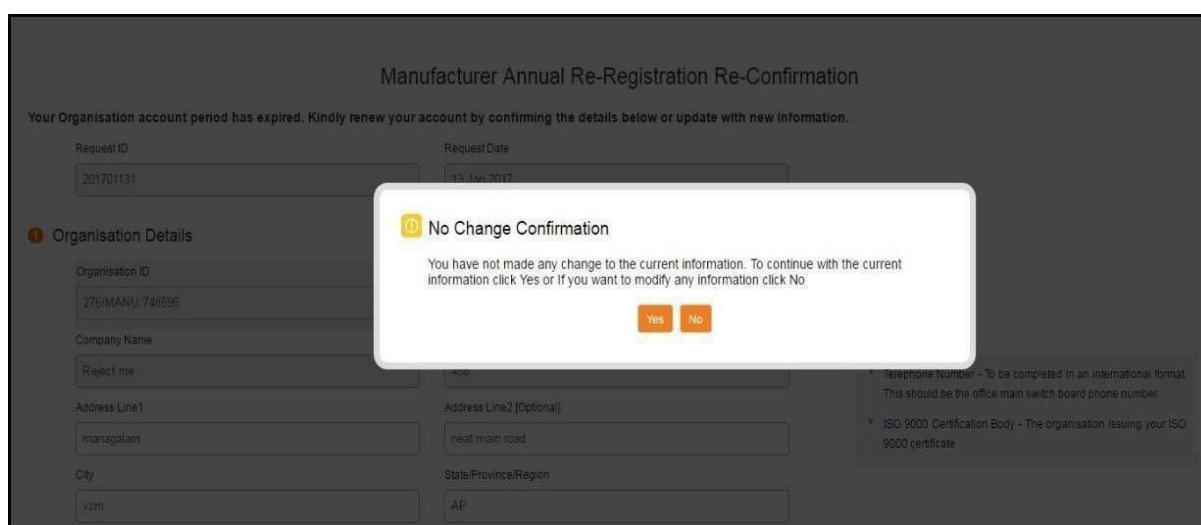 Manufacturer Annual Re-Registration Re-Confirmation
Your Organisation account period has expired. Kindly renew your account by confirming the details below or update with new information.
Request ID
Request Date
201701131
13 Jan 2017
Organisation Details
Organisation ID
276/MANU/748596
Company Name
Reject me
456
Address Line1
Address Line2 [Optional]
managalam
neat main road
City
State/Province/Region
vzm
AP
No Change Confirmation
You have not made any change to the current information. To continue with the current
information click Yes or If you want to modify any information click No
Yes No
Telephone Number - To be completed in an international format,
This should be the office main switch board phone number.
ISO 9000 Certification Body - The organisation issuing your ISO
9000 certificate